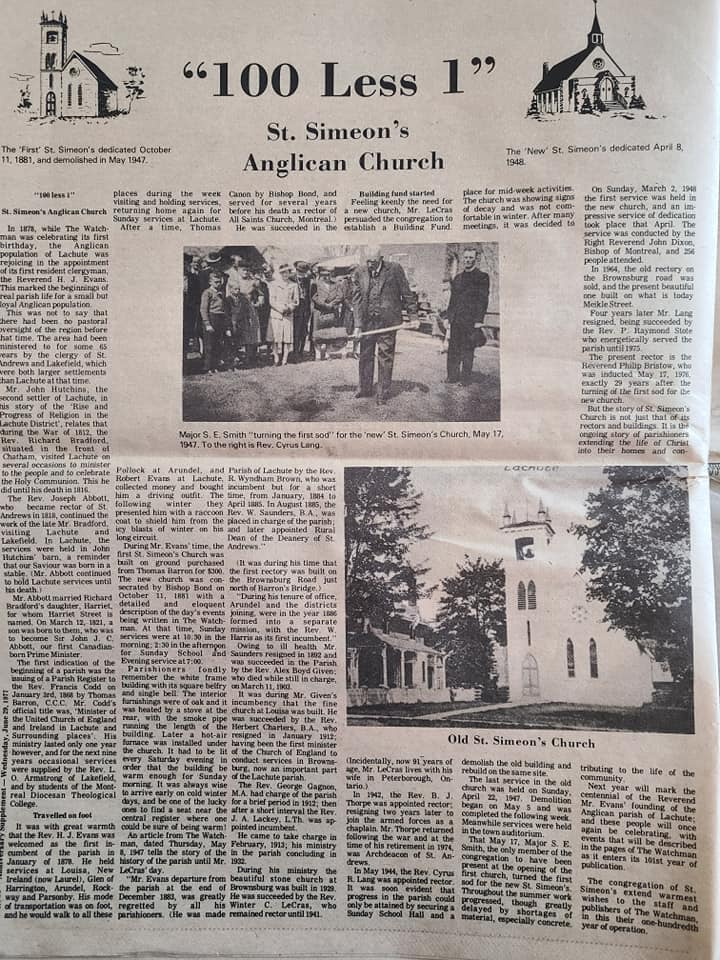 "100 Less 1"
St. Simeon's
Anglican Church
The 'First' St. Simeon's dedicated October
11, 1881, and demolished in May 1947.
The 'New' St. Simeon's dedicated April 8,
1948.
"100 less 1"
St. Simeon's Anglican Church
In 1878, while The Watch-
man was celebrating its first
birthday, the Anglican
population of Lachute was
rejoicing in the appointment
of its first resident clergyman,
the Reverend H. J. Evans.
This marked the beginnings of
real parish life for a small but
loyal Anglican population.
This was not to say that
there had been no pastoral
oversight of the region before
that time. The area had been
ministered to for some 65
years by the clergy of St.
Andrews and Lakefield, which
were both larger settlements
than Lachute at that time.
Mr. John Hutchins, the
second settler of Lachute, in
his story of the 'Rise and
Progress of Religion in the
Lachute District', relates that
during the War of 1812, the
Rev. Richard Bradford,
situated in the front of
Chatham, visited Lachute on
several occasions to minister
to the people and to celebrate
the Holy Communion. This he
did until his death in 1816.
The Rev. Joseph Abbott,
who became rector of St.
Andrews in 1818, continued the
work of the late Mr. Bradford,
visiting Lachute and
Lakefield. In Lachute, the
services were held in John
Hutchins' barn, a reminder
that our Saviour was born in a
stable. (Mr. Abbott continued
to hold Lachute services until
his death.)
Mr. Abbott married Richard
Bradford's daughter, Harriet,
for whom Harriet Street is
named. On March 12, 1821, a
son was born to them, who was
to become Sir John J. C.
Abbott, our first Canadian-
born Prime Minister.
The first indication of the
beginning of a parish was the
issuing of a Parish Register to
the Rev. Francis Codd on
January 3rd, 1868 by Thomas
Barron, C.C.C. Mr. Codd's
official title was, 'Minister of
the United Church of England
and Ireland in Lachute and
Surrounding places'. His
ministry lasted only one year
however, and for the next nine
years occasional services
were supplied by the Rev. L.
O. Armstrong of Lakefield,
and by students of the Mont-
real Diocesan Theological
College.
Travelled on foot
It was with great warmth
that the Rev. H. J. Evans was
welcomed as the first in-
cumbent of the parish in
January of 1878. He held
services at Louisa, New
Ireland (now Laurel), Glen of
Harrington, Arundel, Rock-
way and Parsonby. His mode
of transportation was on foot,
and he would walk to all these
places during the week
visiting and holding services,
returning home again for
Sunday services at Lachute.
After a time, Thomas
Pollock at Arundel, and
Robert Evans at Lachute,
collected money and bought
him a driving outfit. The
following winter they
presented him with a raccoon
coat to shield him from the
icy blasts of winter on his
long circuit.
During Mr. Evans' time, the
first St. Simeon's Church was
built on ground purchased
from Thomas Barron for $300.
The new church was con-
secrated by Bishop Bond on
October 11, 1881 with a
detailed and eloquent
description of the day's events
being written in The Watch-
man. At that time, Sunday
services were at 10:30 in the
morning; 2:30 in the afternoon
for Sunday School and
Evening service at 7:00.
Parishioners fondly
remember the white frame
building with its square belfry
and single bell. The interior
furnishings were of oak and it
was heated by a stove at the
rear, with the smoke pipe
running the length of the
building. Later a hot-air
furnace was installed under
the church. It had to be lit
every Saturday evening in
order that the building be
warm enough for Sunday
morning. It was always wise
to arrive early on cold winter
days, and be one of the lucky
ones to find a seat near the
central register where one
could be sure of being warm!
An article from The Watch-
man, dated Thursday, May
8, 1947 tells the story of the
history of the parish until Mr.
LeCras' day.
"Mr. Evans departure from
the parish at the end of
December 1883, was greatly
regretted by all his
parishioners. (He was made
Canon by Bishop Bond, and
served for several years
before his death as rector of
All Saints Church, Montreal.)
He was succeeded in the
Parish of Lachute by the Rev.
R. Wyndham Brown, who was
incumbent but for a short
time, from January, 1884 to
April 1885. In August 1885, the
Rev. W. Saunders, B.A., was
placed in charge of the parish;
and later appointed Rural
Dean of the Deanery of St.
Andrews."
(It was during his time that
the first rectory was built on
the Brownsburg Road just
north of Barron's Bridge.)
"During his tenure of office,
Arundel and the districts
joining, were in the year 1886
formed into a separate
mission, with the Rev. W.
Harris as its first incumbent."
Owing to ill health Mr.
Saunders resigned in 1892 and
was succeeded in the Parish
by the Rev. Alex Boyd Given;
who died while still in charge,
on March 11, 1903.
It was during Mr. Given's
incumbency that the fine
church at Louisa was built. He
was succeeded by the Rev.
Herbert Charters, B.A., who
resigned in January 1912;
having been the first minister
of the Church of England to
conduct services in Browns-
burg, now an important part
of the Lachute parish.
The Rev. George Gagnon,
M.A. had charge of the parish
for a brief period in 1912; then
after a short interval the Rev.
J. A. Lackey, L.Th. was ap-
pointed incumbent.
He came to take charge in
February, 1913; his ministry
in the parish concluding in
1932.
During his ministry the
beautiful stone church at
Brownsburg was built in 1929.
He was succeeded by the Rev.
Winter C. LeCras, who
remained rector until 1941.
Building fund started
Feeling keenly the need for
a new church, Mr. LeCras
persuaded the congregation to
establish a Building Fund.
(Incidentally, now 91 years of
age, Mr. LeCras lives with his
wife in Peterborough, On-
tario.)
In 1942, the Rev. B. J.
Thorpe was appointed rector;
resigning two years later to
join the armed forces as a
chaplain. Mr. Thorpe returned
following the war and at the
time of his retirement in 1974,
was Archdeacon of St. An-
drews.
In May 1944, the Rev. Cyrus
R. Lang was appointed rector.
It was soon evident that
progress in the parish could
only be attained by securing a
Sunday School Hall and a
place for mid-week activities.
The church was showing signs
of decay and was not com-
fortable in winter. After many
meetings, it was decided to
demolish the old building and
rebuild on the same site.
The last service in the old
church was held on Sunday,
April 22, 1947. Demolition
began on May 5 and was
completed the following week.
Meanwhile services were held
in the town auditorium.
That May 17, Major S. E.
Smith, the only member of the
congregation to have been
present at the opening of the
first church, turned the first
sod for the new St. Simeon's.
Throughout the summer work
progressed, though greatly
delayed by shortages of
material, especially concrete.
On Sunday, March 2, 1948
the first service was held in
the new church, and an im-
pressive service of dedication
took place that April. The
service was conducted by the
Right Reverend John Dixon,
Bishop of Montreal, and 256
people attended.
In 1964, the old rectory on
the Brownsburg road was
sold, and the present beautiful
one built on what is today
Meikle Street.
Four years later Mr. Lang
resigned, being succeeded by
the Rev. P. Raymond Stote
who energetically served the
parish until 1975.
The present rector is the
Reverend Philip Bristow, who
was inducted May 17, 1976,
exactly 29 years after the
turning of the first sod for the
new church.
But the story of St. Simeon's
Church is not just that of its
rectors and buildings. It is the
ongoing story of parishioners
extending the life of Christ
into their homes and con-
tributing to the life of the
community.
Next year will mark the
centennial of the Reverend
Mr. Evans' founding of the
Anglican parish of Lachute;
and these people will once
again be celebrating, with
events that will be described
in the pages of The Watchman
as it enters its 101st year of
publication.
The congregation of St.
Simeon's extend warmest
wishes to the staff and
publishers of The Watchman,
in this their one-hundredth
year of operation.
Major S. E. Smith "turning the first sod" for the 'new' St. Simeon's Church, May 17,
1947. To the right is Rev. Cyrus Lang.
Lachute
Old St. Simeon's Church
Supplement — Wednesday, June 29, 1977